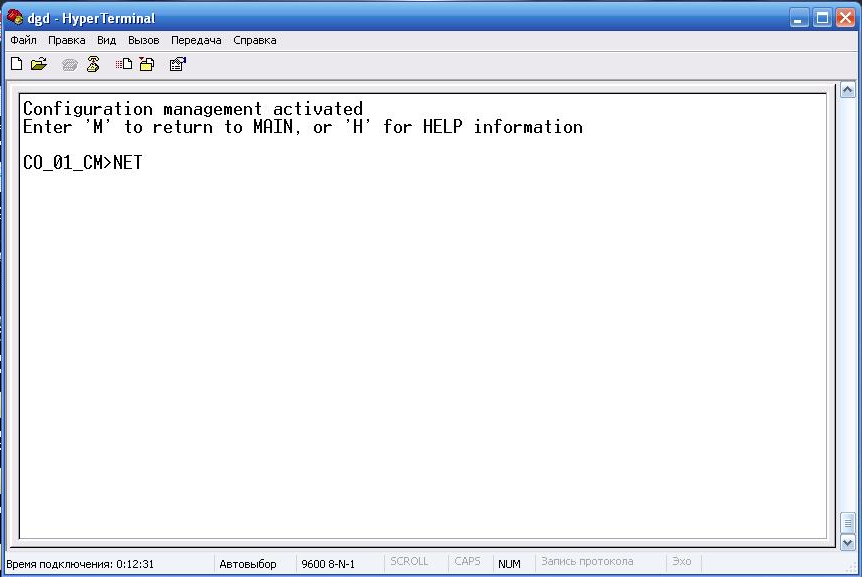 dgd - HyperTerminal
Файл Правка Вид Вызов Передача Справка
Configuration management activated
Enter 'M' to return to MAIN, or 'H' for HELP information
CO_01_CM>NET
Время подключения: 0:12:31 Автовыбор 9600 8-N-1 SCROLL CAPS NUM Запись протокола Эхо